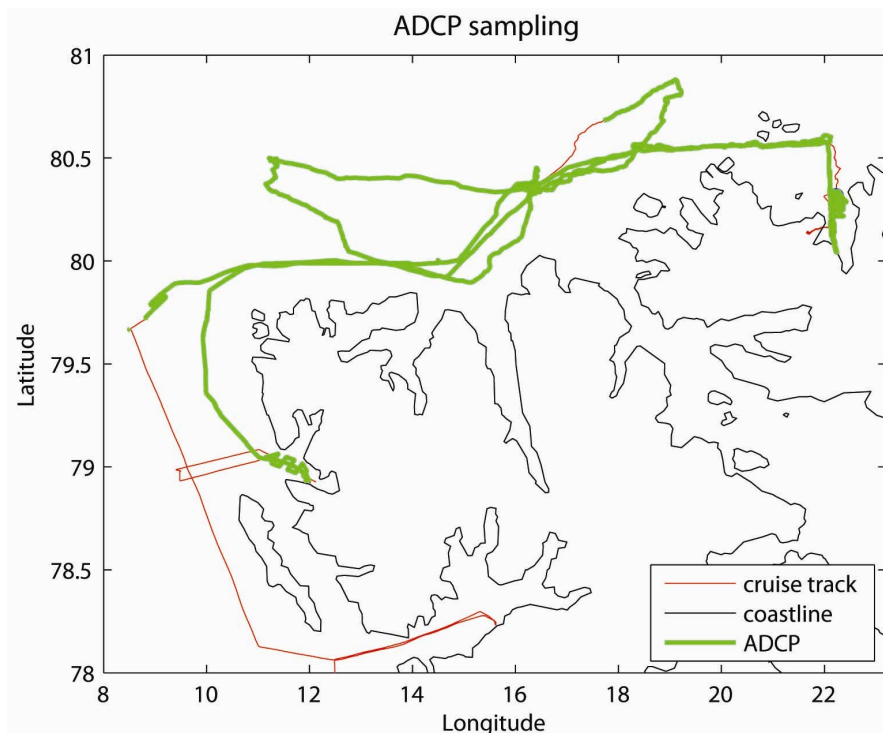 ADCP sampling
81
80.5
80
79.5
79
78.5
78
Latitude
8
10
12
14
16
18
20
22
Longitude
cruise track
coastline
ADCP